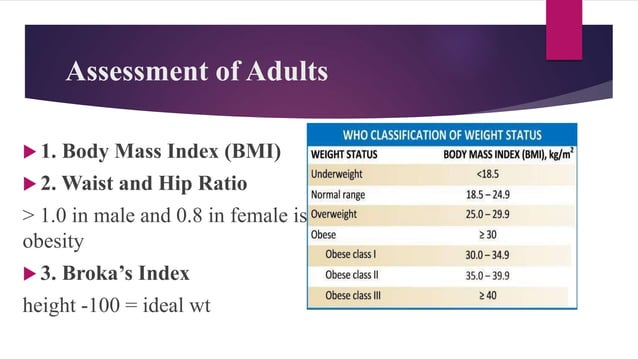 Assessment of Adults
1. Body Mass Index (BMI)
2. Waist and Hip Ratio
> 1.0 in male and 0.8 in female is
obesity
3. Broka's Index
height -100 = ideal wt
WHO CLASSIFICATION OF WEIGHT STATUS
WEIGHT STATUS BODY MASS INDEX (BMI), kg/m²
Underweight <18.5
Normal range 18.5 – 24.9
Overweight 25.0 – 29.9
Obese ≥ 30
Obese class I 30.0 – 34.9
Obese class II 35.0 – 39.9
Obese class III ≥ 40